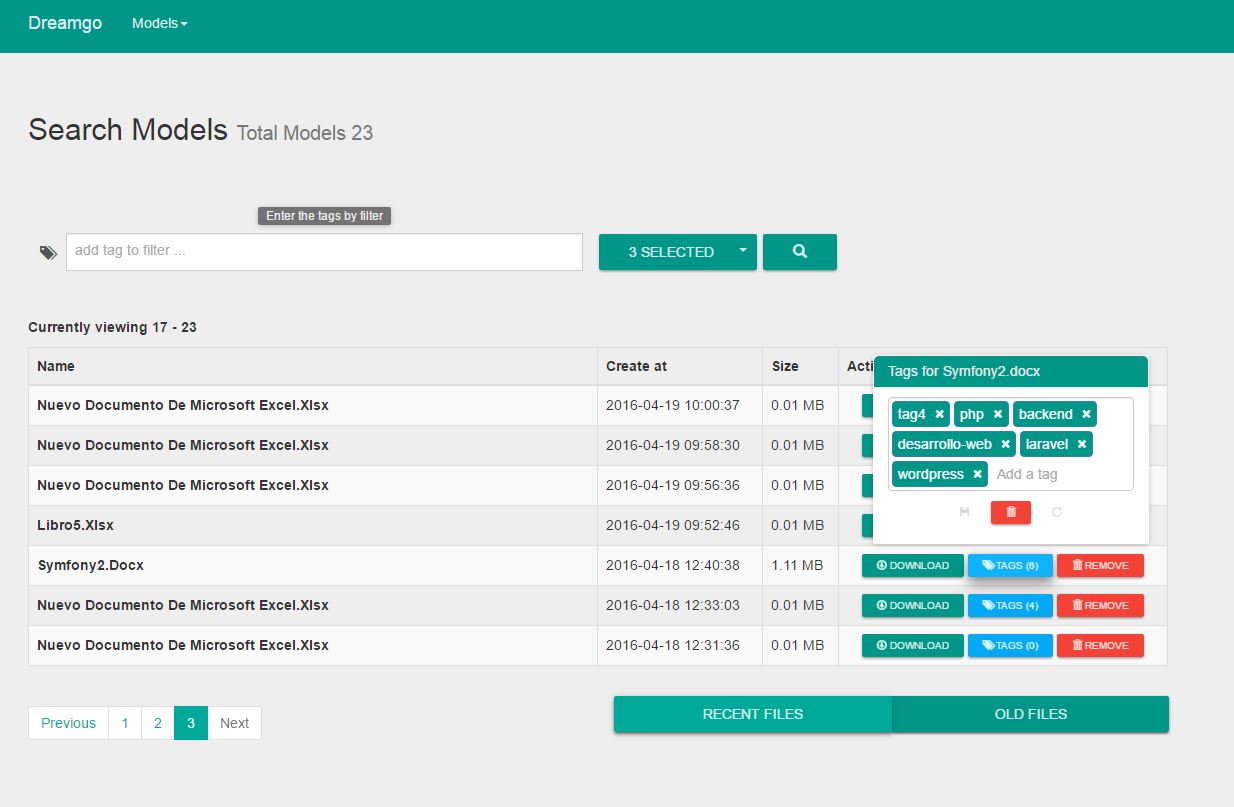 Dreamgo Models
Search Models Total Models 23
Enter the tags by filter
add tag to filter ...
3 SELECTED
Currently viewing 17 - 23
Name Create at Size Acti
Tags for Symfony2.docx
tag4 php backend
desarrollo-web laravel
wordpress Add a tag
Nuevo Documento De Microsoft Excel.Xlsx 2016-04-19 10:00:37 0.01 MB
Nuevo Documento De Microsoft Excel.Xlsx 2016-04-19 09:58:30 0.01 MB
Nuevo Documento De Microsoft Excel.Xlsx 2016-04-19 09:56:36 0.01 MB
Libro5.Xlsx 2016-04-19 09:52:46 0.01 MB
Symfony2.Docx 2016-04-18 12:40:38 1.11 MB DOWNLOAD TAGS (6) REMOVE
Nuevo Documento De Microsoft Excel.Xlsx 2016-04-18 12:33:03 0.01 MB DOWNLOAD TAGS (4) REMOVE
Nuevo Documento De Microsoft Excel.Xlsx 2016-04-18 12:31:36 0.01 MB DOWNLOAD TAGS (0) REMOVE
Previous 1 2 3 Next
RECENT FILES OLD FILES